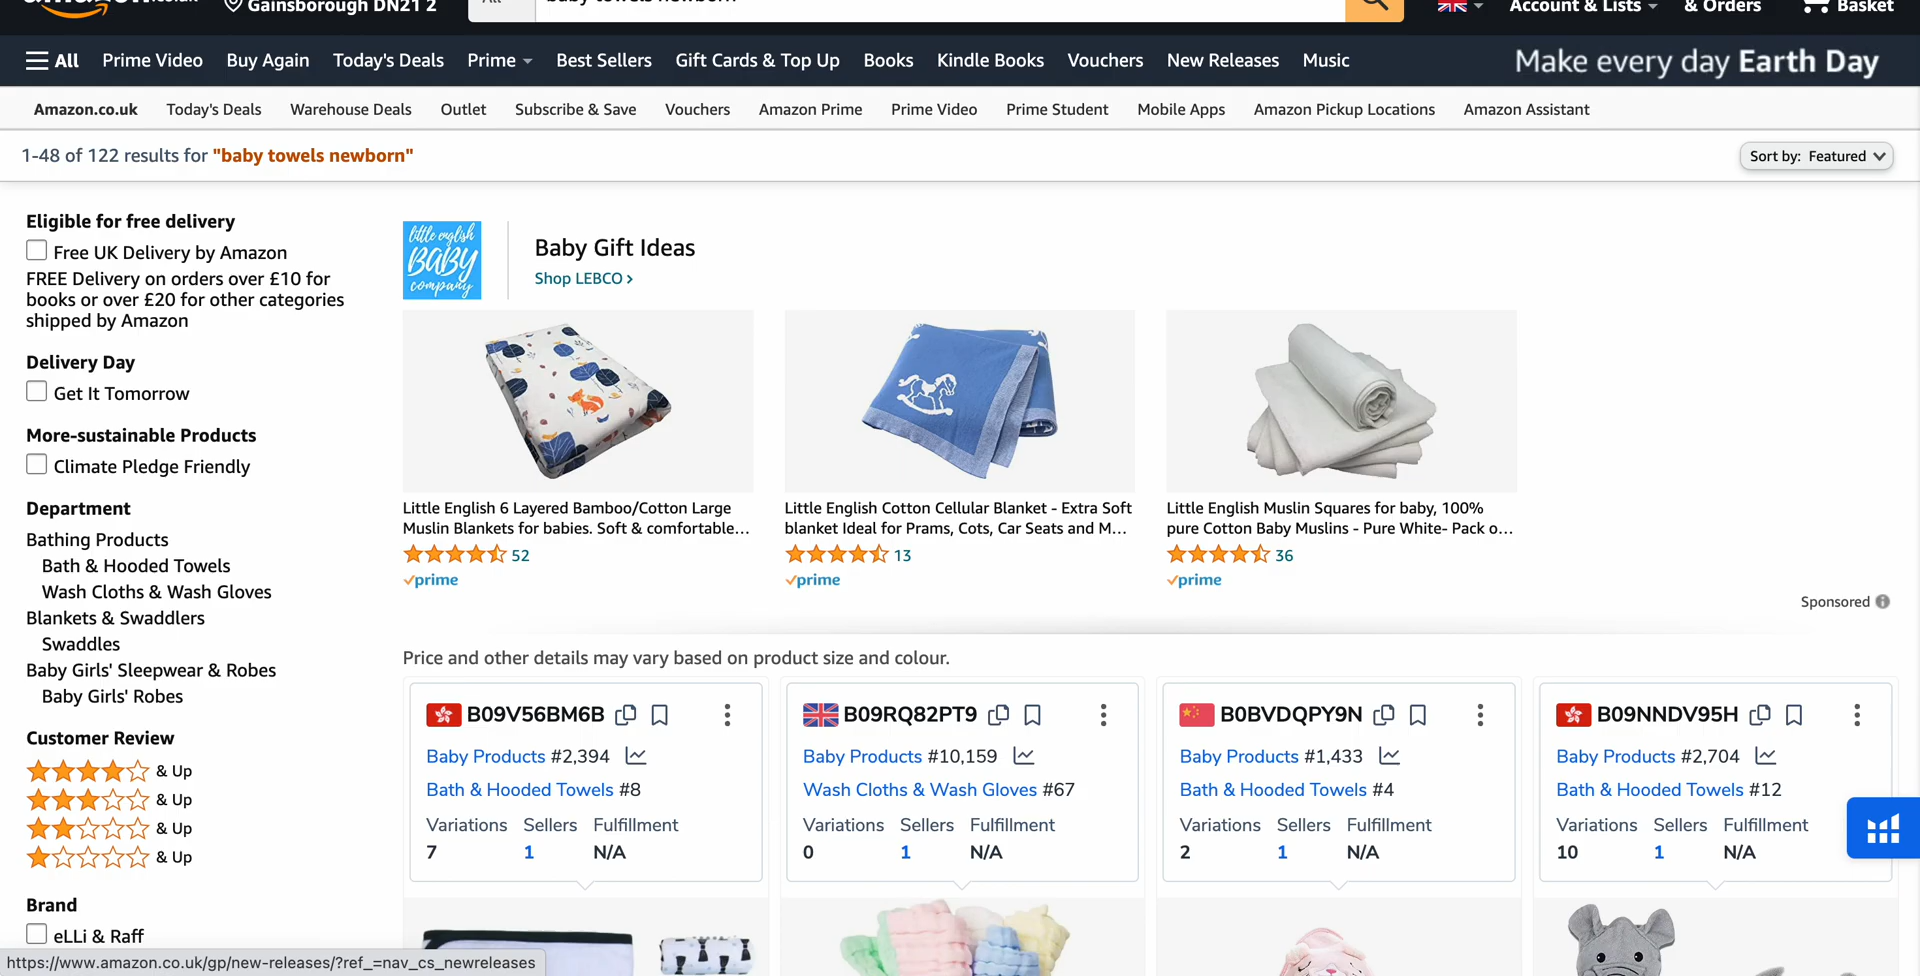 Gainsborough DN21 2
All
baby towels newborn
Account & Lists
& Orders
Basket
All
Prime Video
Buy Again
Today's Deals
Prime
Best Sellers
Gift Cards & Top Up
Books
Kindle Books
Vouchers
New Releases
Music
Make every day Earth Day
Amazon.co.uk
Today's Deals
Warehouse Deals
Outlet
Subscribe & Save
Vouchers
Amazon Prime
Prime Video
Prime Student
Mobile Apps
Amazon Pickup Locations
Amazon Assistant
1-48 of 122 results for "baby towels newborn"
Sort by: Featured
Eligible for free delivery
Free UK Delivery by Amazon
FREE Delivery on orders over £10 for
books or over £20 for other categories
shipped by Amazon
Delivery Day
Get It Tomorrow
More-sustainable Products
Climate Pledge Friendly
Department
Bathing Products
Bath & Hooded Towels
Wash Cloths & Wash Gloves
Blankets & Swaddlers
Swaddles
Baby Girls' Sleepwear & Robes
Baby Girls' Robes
Customer Review
& Up
& Up
& Up
& Up
Brand
eLLi & Raff
little english
BABY
company
Baby Gift Ideas
Shop LEBCO ›
Little English 6 Layered Bamboo/Cotton Large
Muslin Blankets for babies. Soft & comfortable...
52
prime
Little English Cotton Cellular Blanket - Extra Soft
blanket Ideal for Prams, Cots, Car Seats and M...
13
prime
Little English Muslin Squares for baby, 100%
pure Cotton Baby Muslins - Pure White- Pack o...
36
prime
Sponsored
Price and other details may vary based on product size and colour.
B09V56BM6B
Baby Products #2,394
Bath & Hooded Towels #8
Variations Sellers Fulfillment
7 1 N/A
B09RQ82PT9
Baby Products #10,159
Wash Cloths & Wash Gloves #67
Variations Sellers Fulfillment
0 1 N/A
B0BVDQPY9N
Baby Products #1,433
Bath & Hooded Towels #4
Variations Sellers Fulfillment
2 1 N/A
B09NNDV95H
Baby Products #2,704
Bath & Hooded Towels #12
Variations Sellers Fulfillment
10 1 N/A
https://www.amazon.co.uk/gp/new-releases/?ref_=nav_cs_newreleases